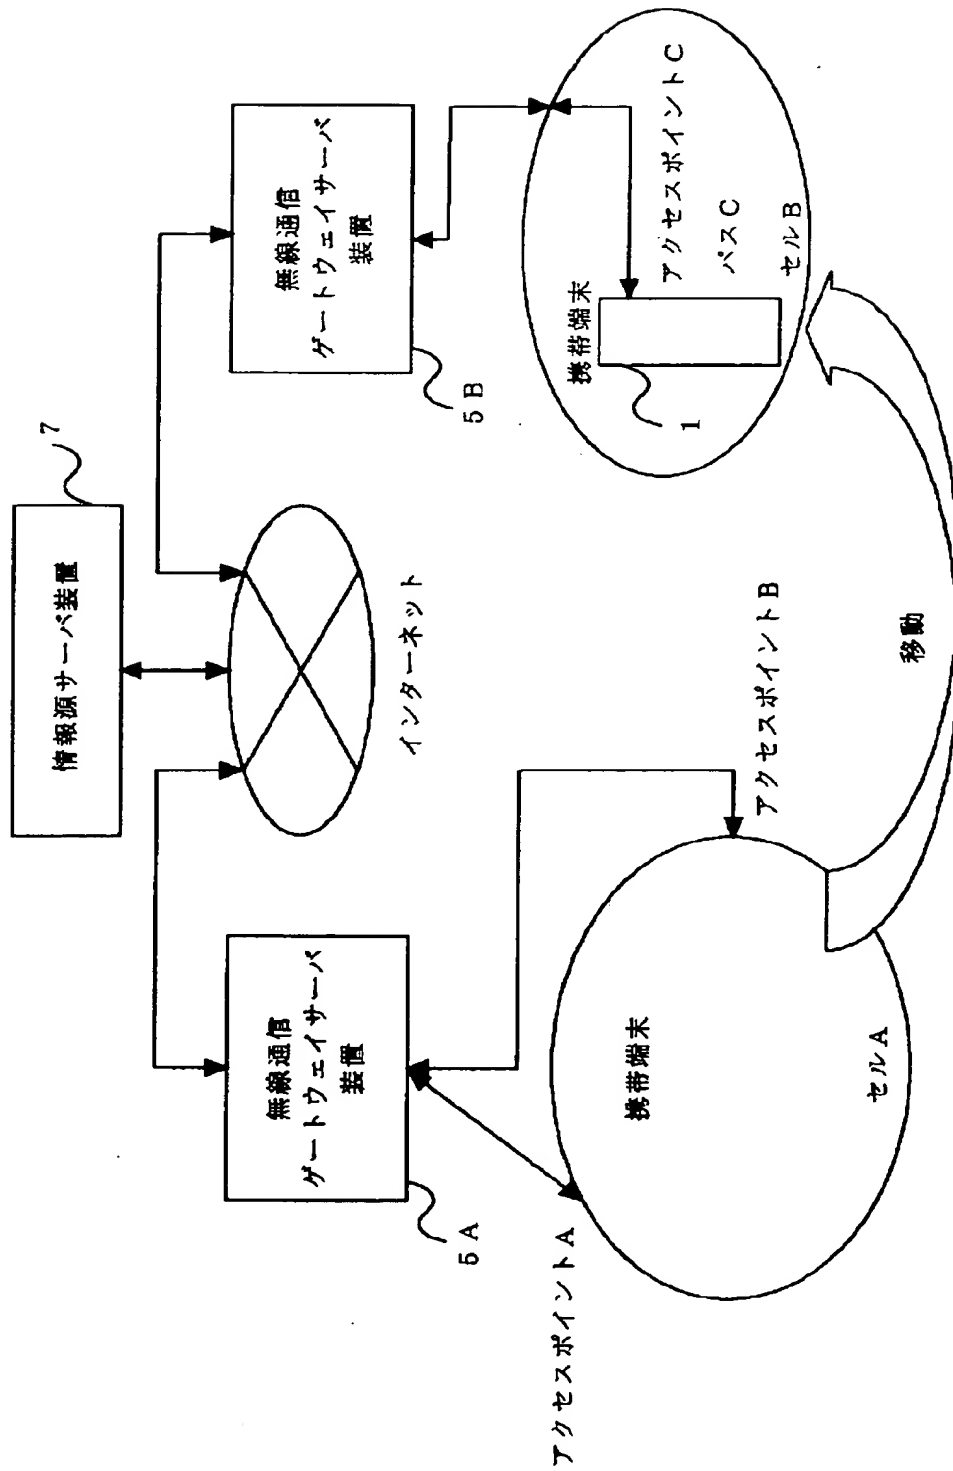 情報源サーバ装置
7
無線通信
ゲートウェイサーバ
装置
5A
インターネット
無線通信
ゲートウェイサーバ
装置
5B
アクセスポイントA
アクセスポイントB
携帯端末
セルA
移動
携帯端末
1
アクセスポイントC
パスC
セルB